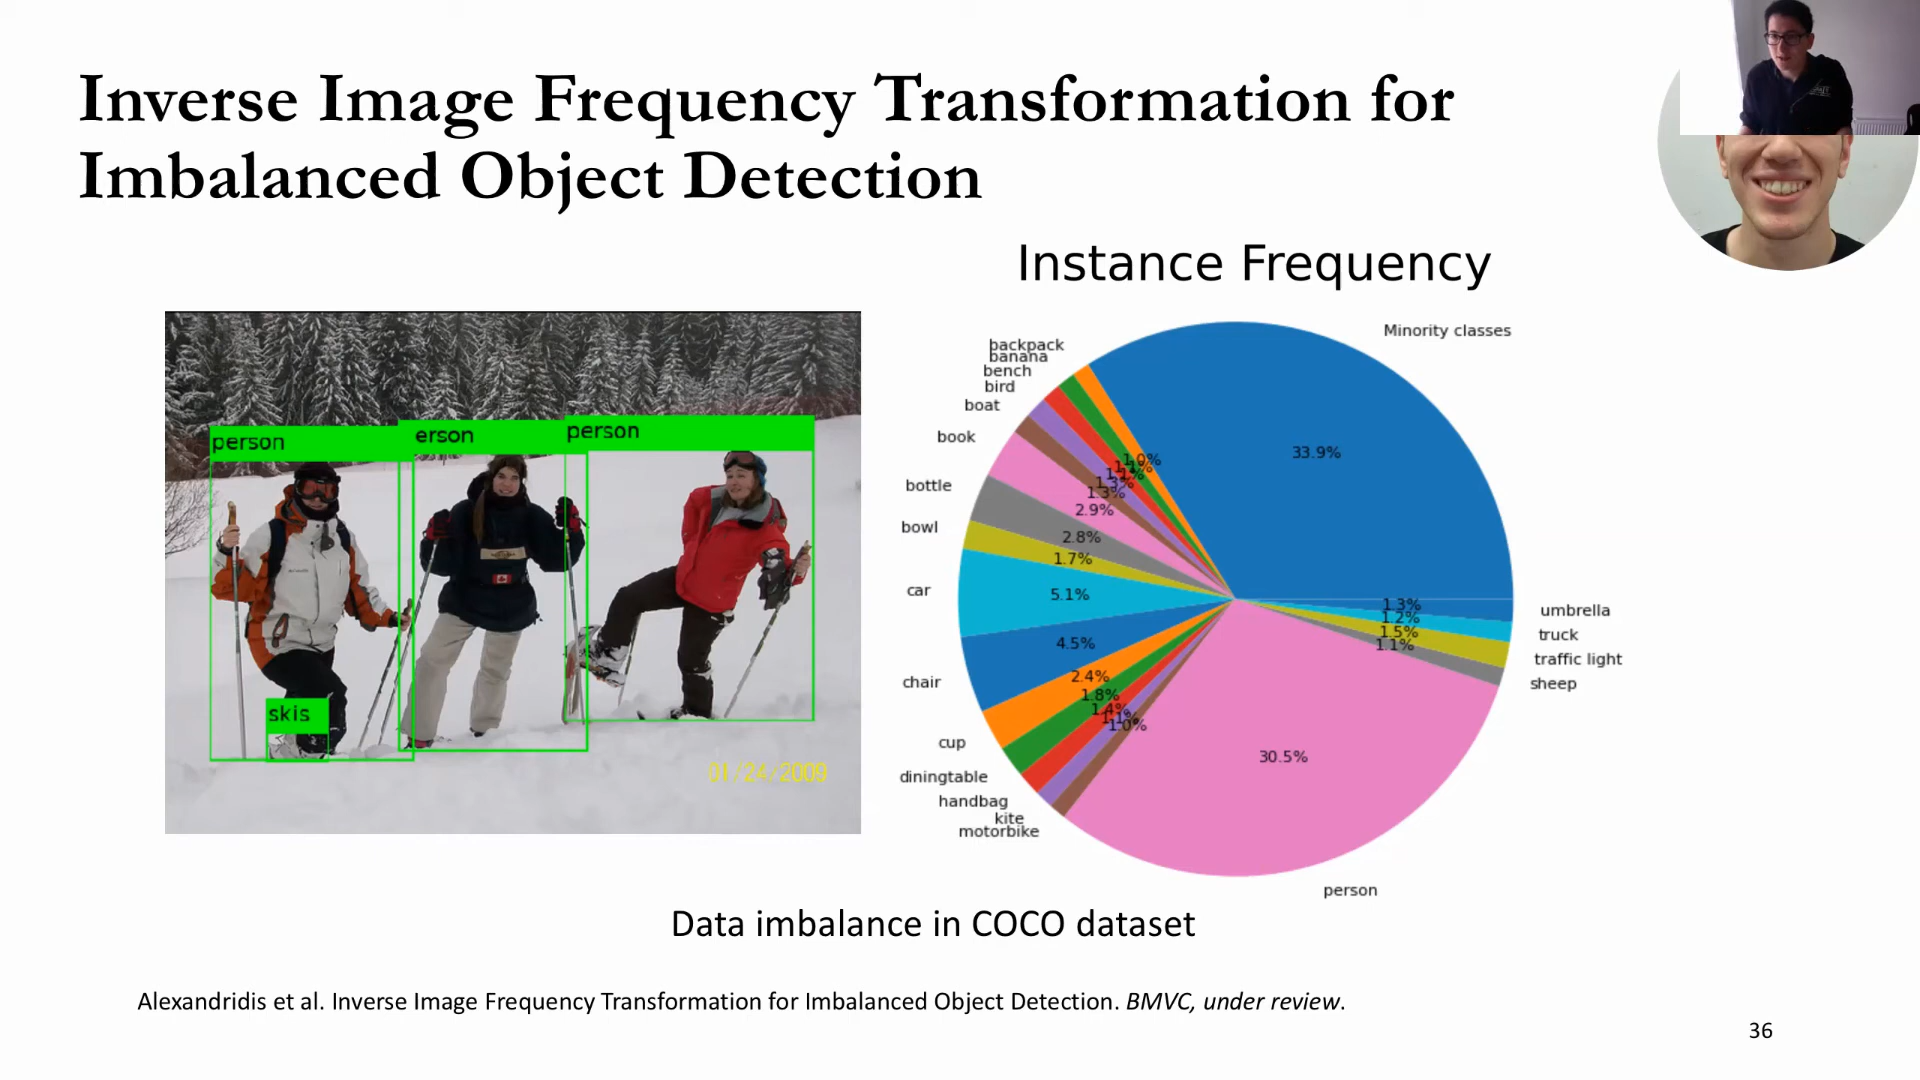 Inverse Image Frequency Transformation for
Imbalanced Object Detection
Instance Frequency
person
erson
person
skis
01/24/2009
Minority classes
backpack
banana
bench
bird
boat
book
bottle
bowl
car
chair
cup
diningtable
handbag
kite
motorbike
person
sheep
traffic light
truck
umbrella
33.9%
1.0%
1.1%
1.2%
1.3%
1.3%
2.9%
2.8%
1.7%
5.1%
4.5%
2.4%
1.8%
1.4%
1.1%
1.0%
30.5%
1.1%
1.5%
1.2%
1.3%
Data imbalance in COCO dataset
Alexandridis et al. Inverse Image Frequency Transformation for Imbalanced Object Detection. BMVC, under review.
36